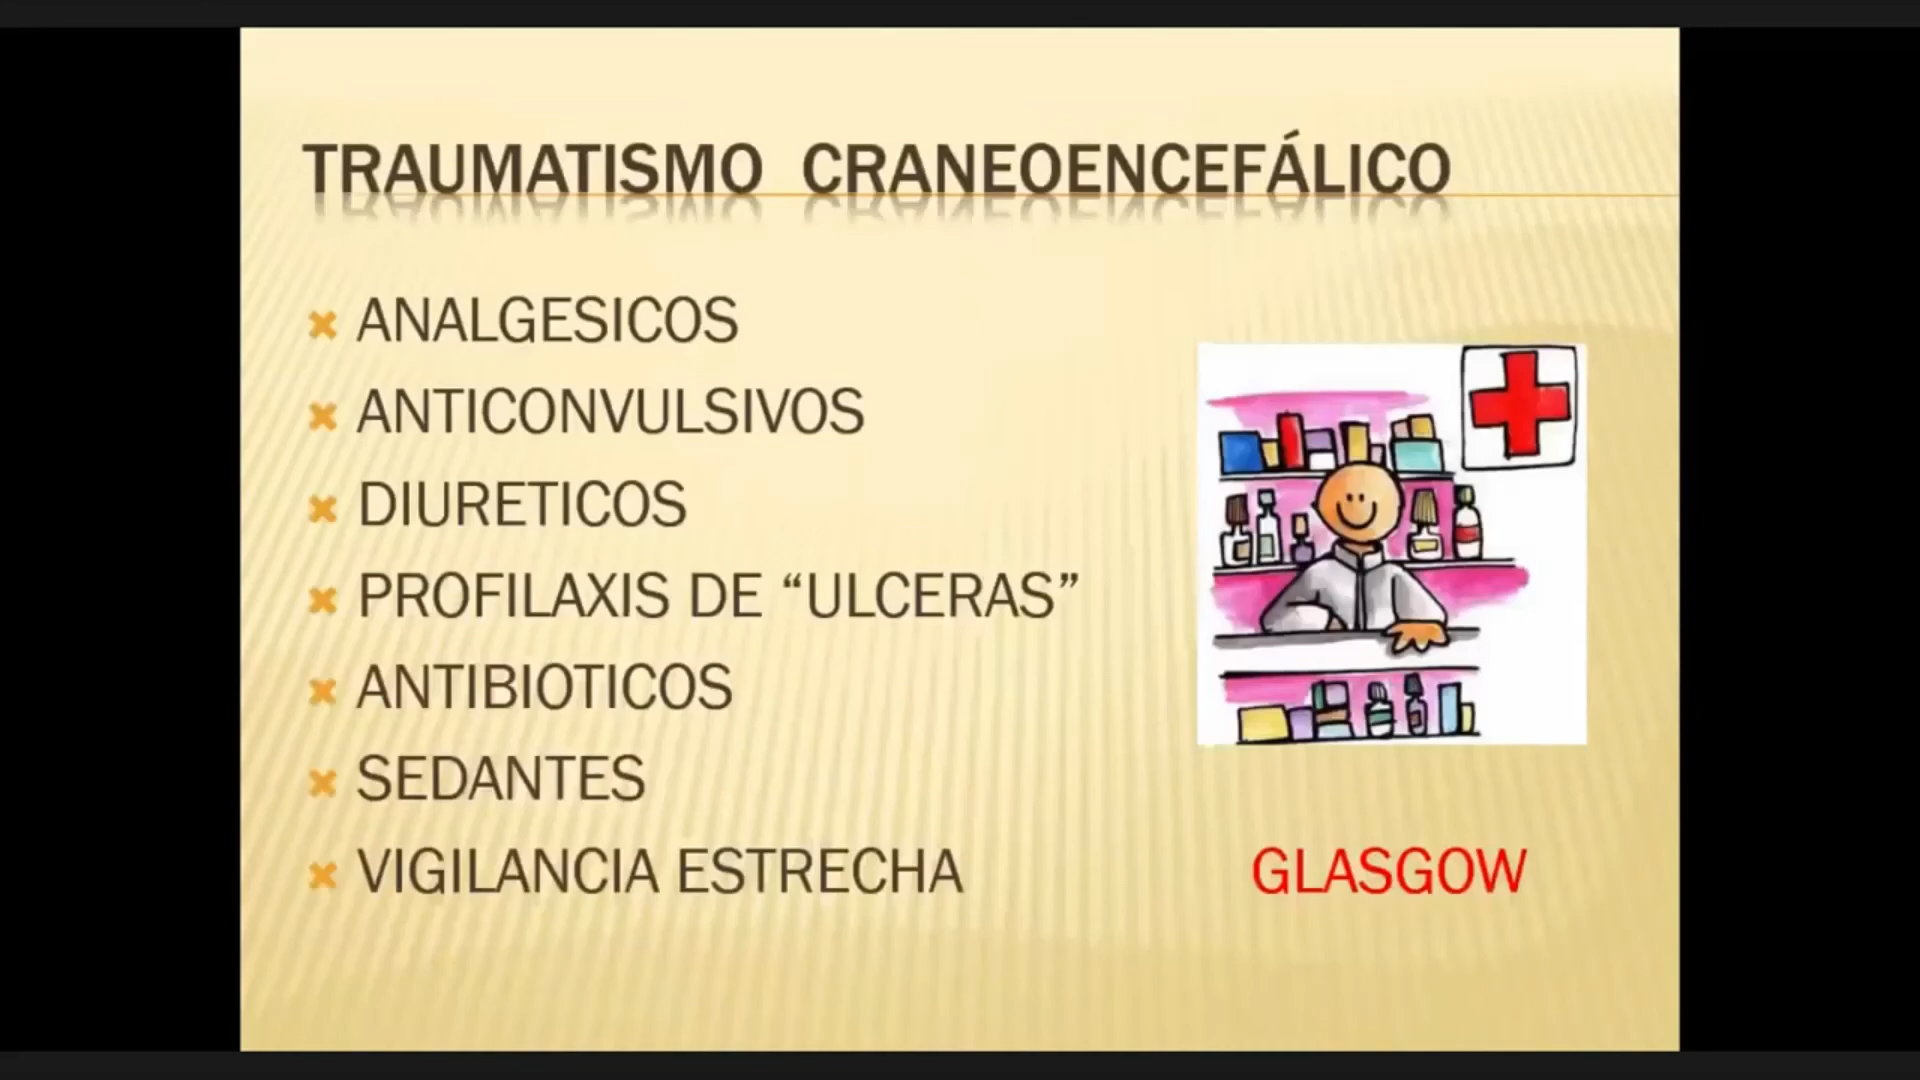 TRAUMATISMO CRANEOENCEFÁLICO
ANALGESICOS
ANTICONVULSIVOS
DIURETICOS
PROFILAXIS DE “ULCERAS”
ANTIBIOTICOS
SEDANTES
VIGILANCIA ESTRECHA
GLASGOW